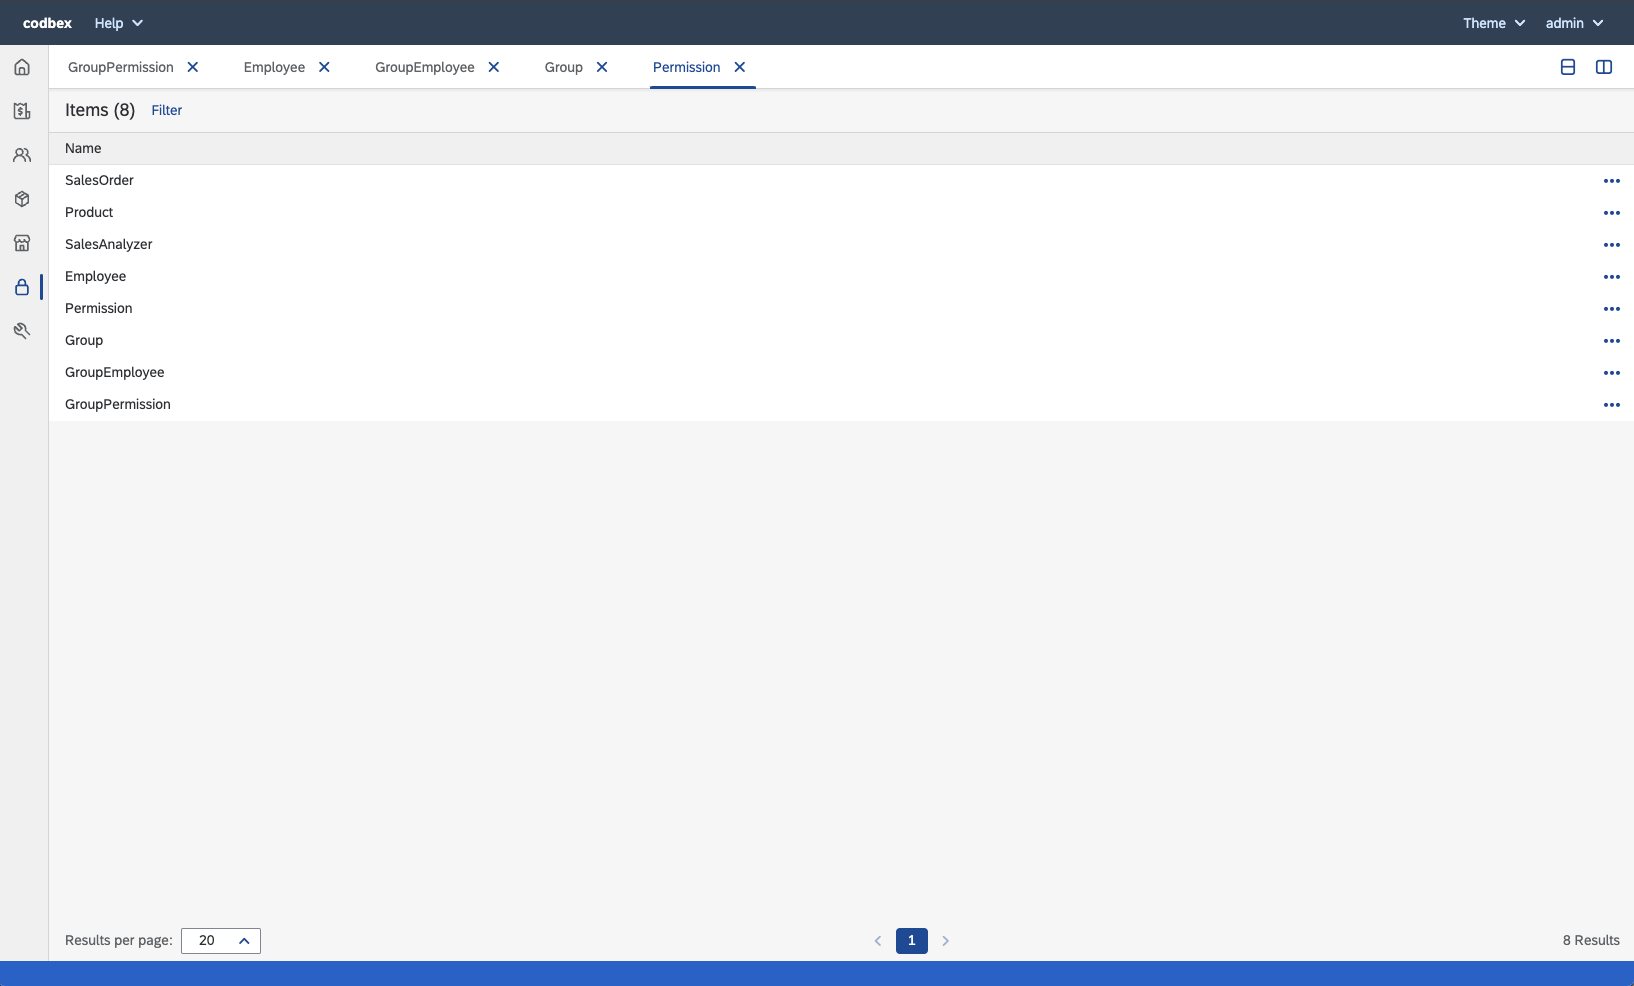 codbex Help Theme admin
GroupPermission Employee GroupEmployee Group Permission
Items (8) Filter
Name
SalesOrder
Product
SalesAnalyzer
Employee
Permission
Group
GroupEmployee
GroupPermission
Results per page: 20 1 8 Results